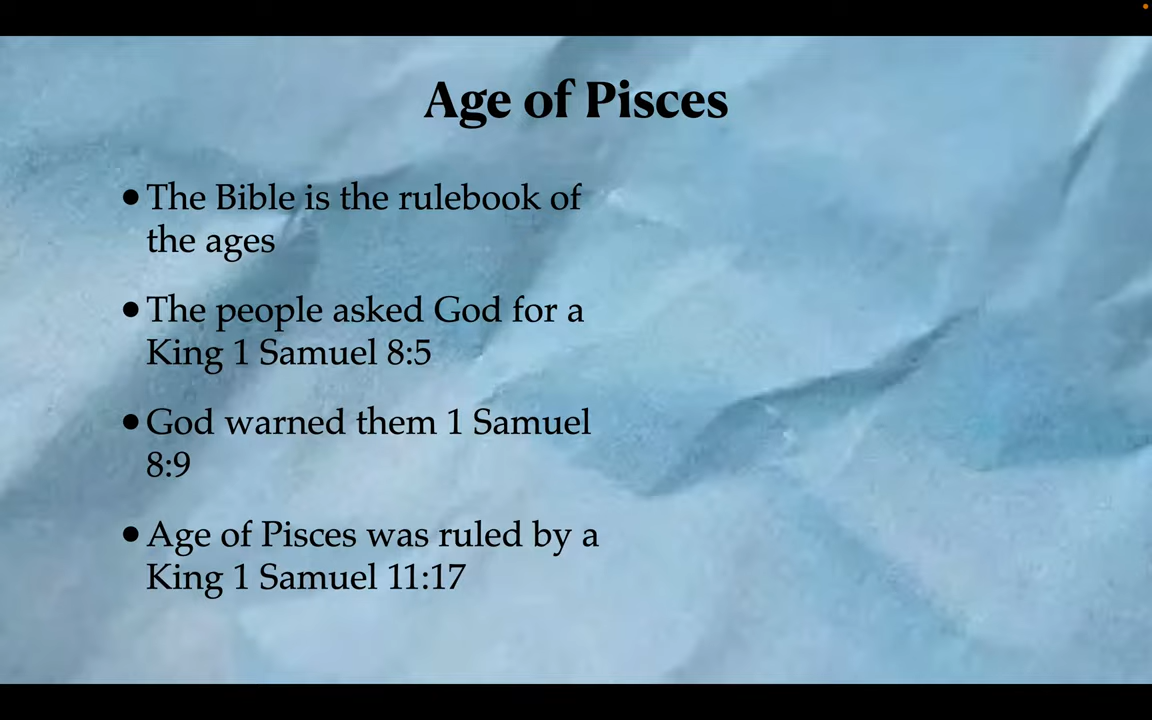 Age of Pisces
• The Bible is the rulebook of
the ages
• The people asked God for a
King 1 Samuel 8:5
• God warned them 1 Samuel
8:9
• Age of Pisces was ruled by a
King 1 Samuel 11:17